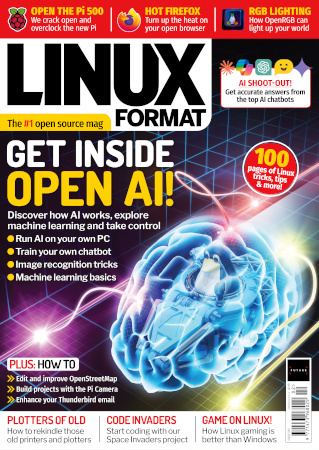 OPEN THE Pi 500
We crack open and
overclock the new Pi
HOT FIREFOX
Turn up the heat on
your open browser
RGB LIGHTING
How OpenRGB can
light up your world
LINUX
FORMAT
The #1 open source mag
AI SHOOT-OUT!
Get accurate answers from
the top AI chatbots
GET INSIDE
OPEN AI!
Discover how AI works, explore
machine learning and take control
Run AI on your own PC
Train your own chatbot
Image recognition tricks
Machine learning basics
100
pages of Linux
tricks, tips
& more!
PLUS: HOW TO
Edit and improve OpenStreetMap
Build projects with the Pi Camera
Enhance your Thunderbird email
FUTURE
PLOTTERS OF OLD
How to rekindle those
old printers and plotters
CODE INVADERS
Start coding with our
Space Invaders project
GAME ON LINUX!
How Linux gaming is
better than Windows